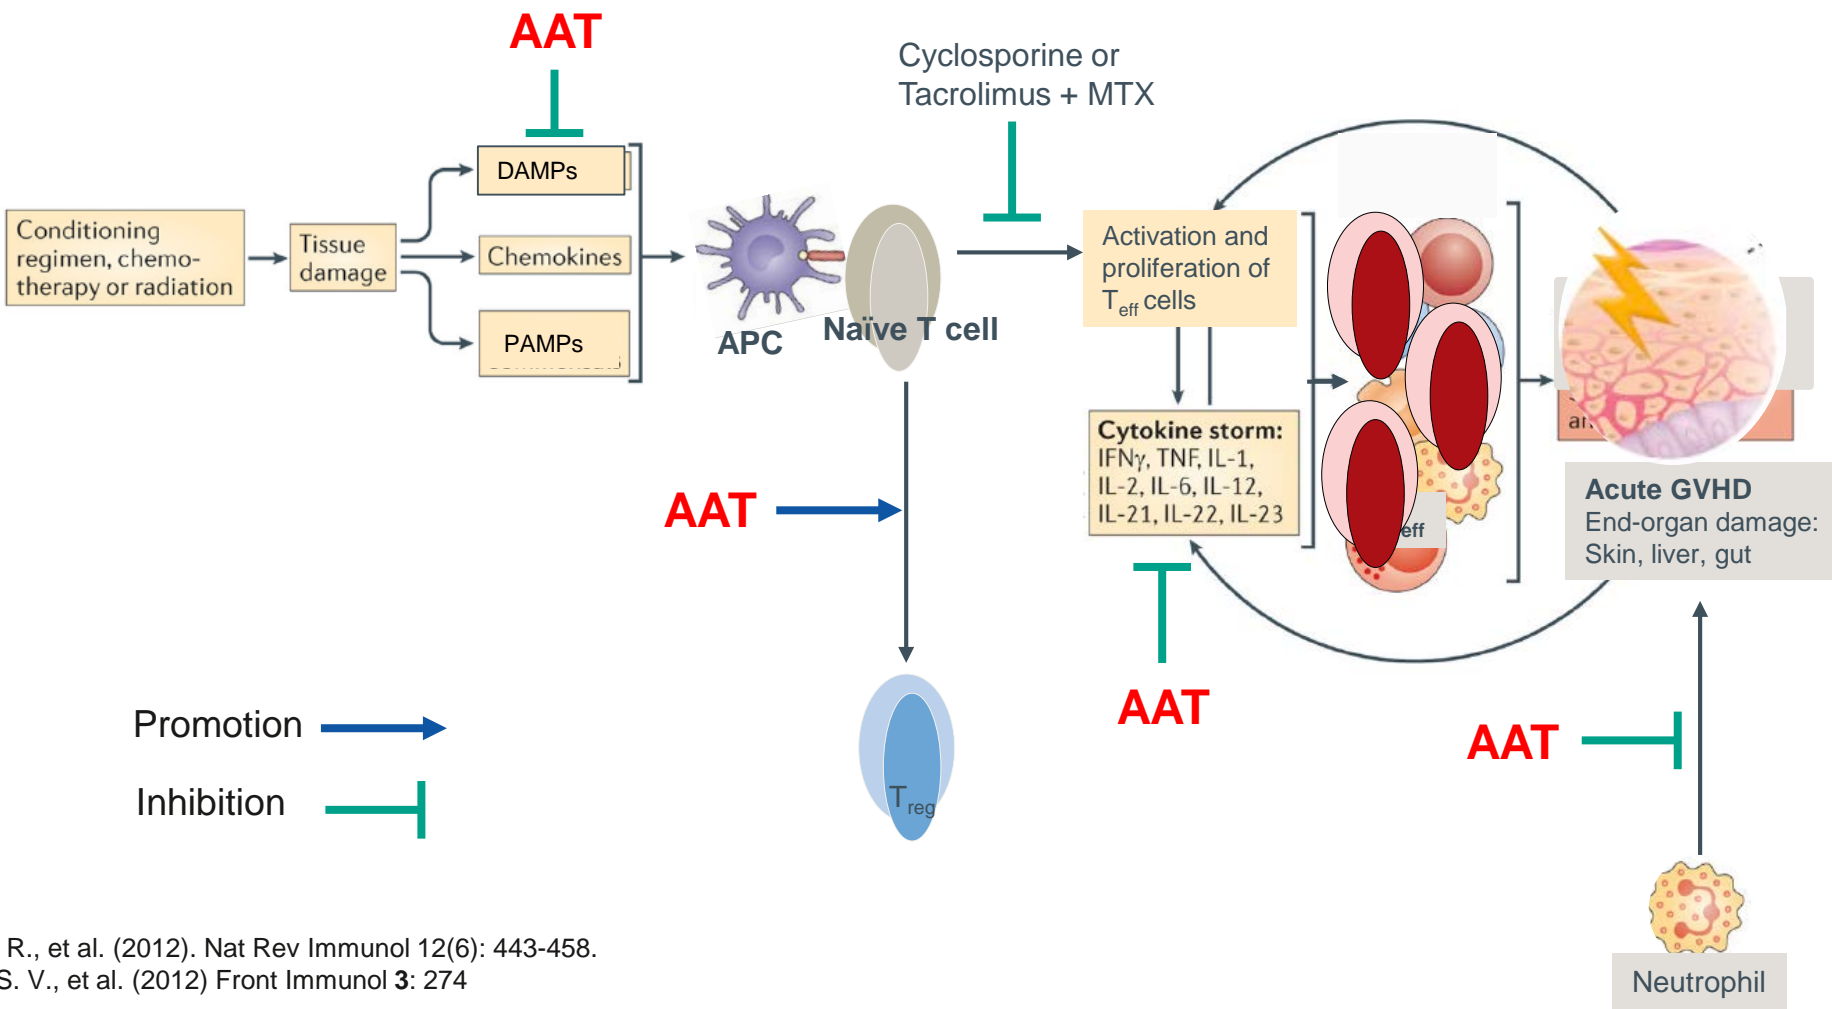 AAT
Cyclosporine or
Tacrolimus + MTX
DAMPs
Conditioning
regimen, chemo-
therapy or radiation
Tissue
damage
Chemokines
PAMPs
APC
Naïve T cell
Activation and
proliferation of
Teff cells
Cytokine storm:
IFNγ, TNF, IL-1,
IL-2, IL-6, IL-12,
IL-21, IL-22, IL-23
eff
an
Acute GVHD
End-organ damage:
Skin, liver, gut
AAT
AAT
AAT
Promotion
Inhibition
Treg
Neutrophil
R., et al. (2012). Nat Rev Immunol 12(6): 443-458.
S. V., et al. (2012) Front Immunol 3: 274